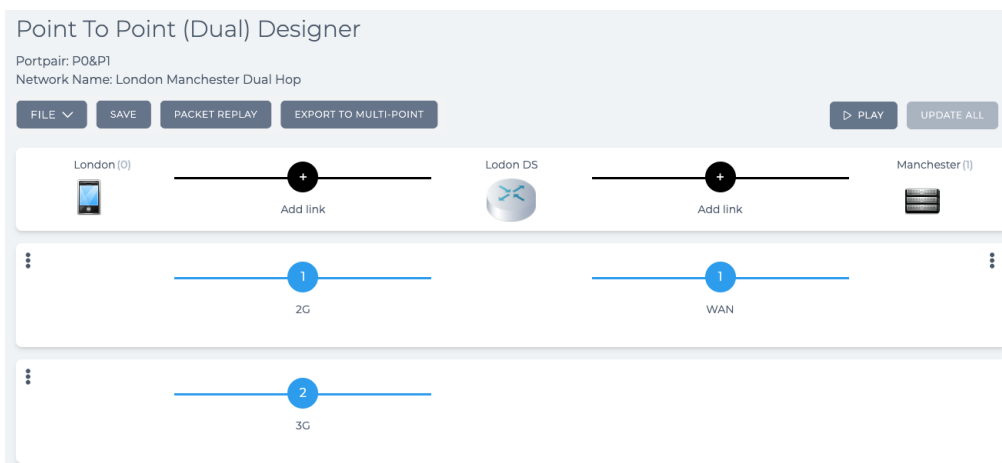 Point To Point (Dual) Designer
Portpair: P0&P1
Network Name: London Manchester Dual Hop
FILE SAVE PACKET REPLAY EXPORT TO MULTI-POINT PLAY UPDATE ALL
London (0) + Lodon DS + Manchester (1)
Add link Add link
1 1
2G WAN
2
3G